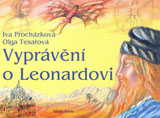 Iva Procházková
Olga Tesařová
Vyprávění
o Leonardovi